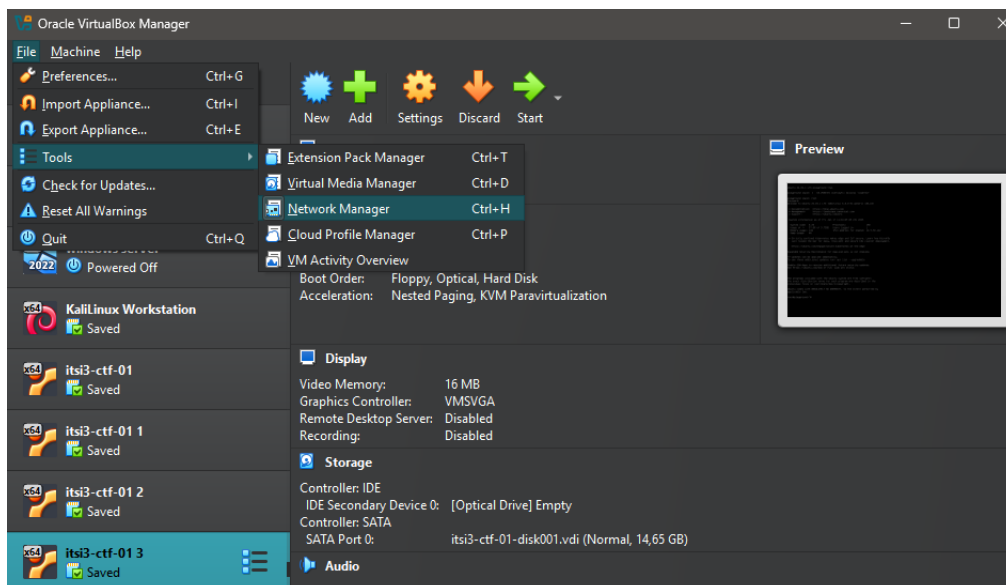 Oracle VirtualBox Manager
File Machine Help
Preferences... Ctrl+G
Import Appliance... Ctrl+I
Export Appliance... Ctrl+E
Tools
Check for Updates...
Reset All Warnings
Quit Ctrl+Q
Extension Pack Manager Ctrl+T
Virtual Media Manager Ctrl+D
Network Manager Ctrl+H
Cloud Profile Manager Ctrl+P
VM Activity Overview
New Add Settings Discard Start
Preview
2022
Powered Off
x64
KaliLinux Workstation
Saved
x64
itsi3-ctf-01
Saved
x64
itsi3-ctf-01 1
Saved
x64
itsi3-ctf-01 2
Saved
x64
itsi3-ctf-01 3
Saved
Boot Order: Floppy, Optical, Hard Disk
Acceleration: Nested Paging, KVM Paravirtualization
Display
Video Memory: 16 MB
Graphics Controller: VMSVGA
Remote Desktop Server: Disabled
Recording: Disabled
Storage
Controller: IDE
IDE Secondary Device 0: [Optical Drive] Empty
Controller: SATA
SATA Port 0: itsi3-ctf-01-disk001.vdi (Normal, 14,65 GB)
Audio